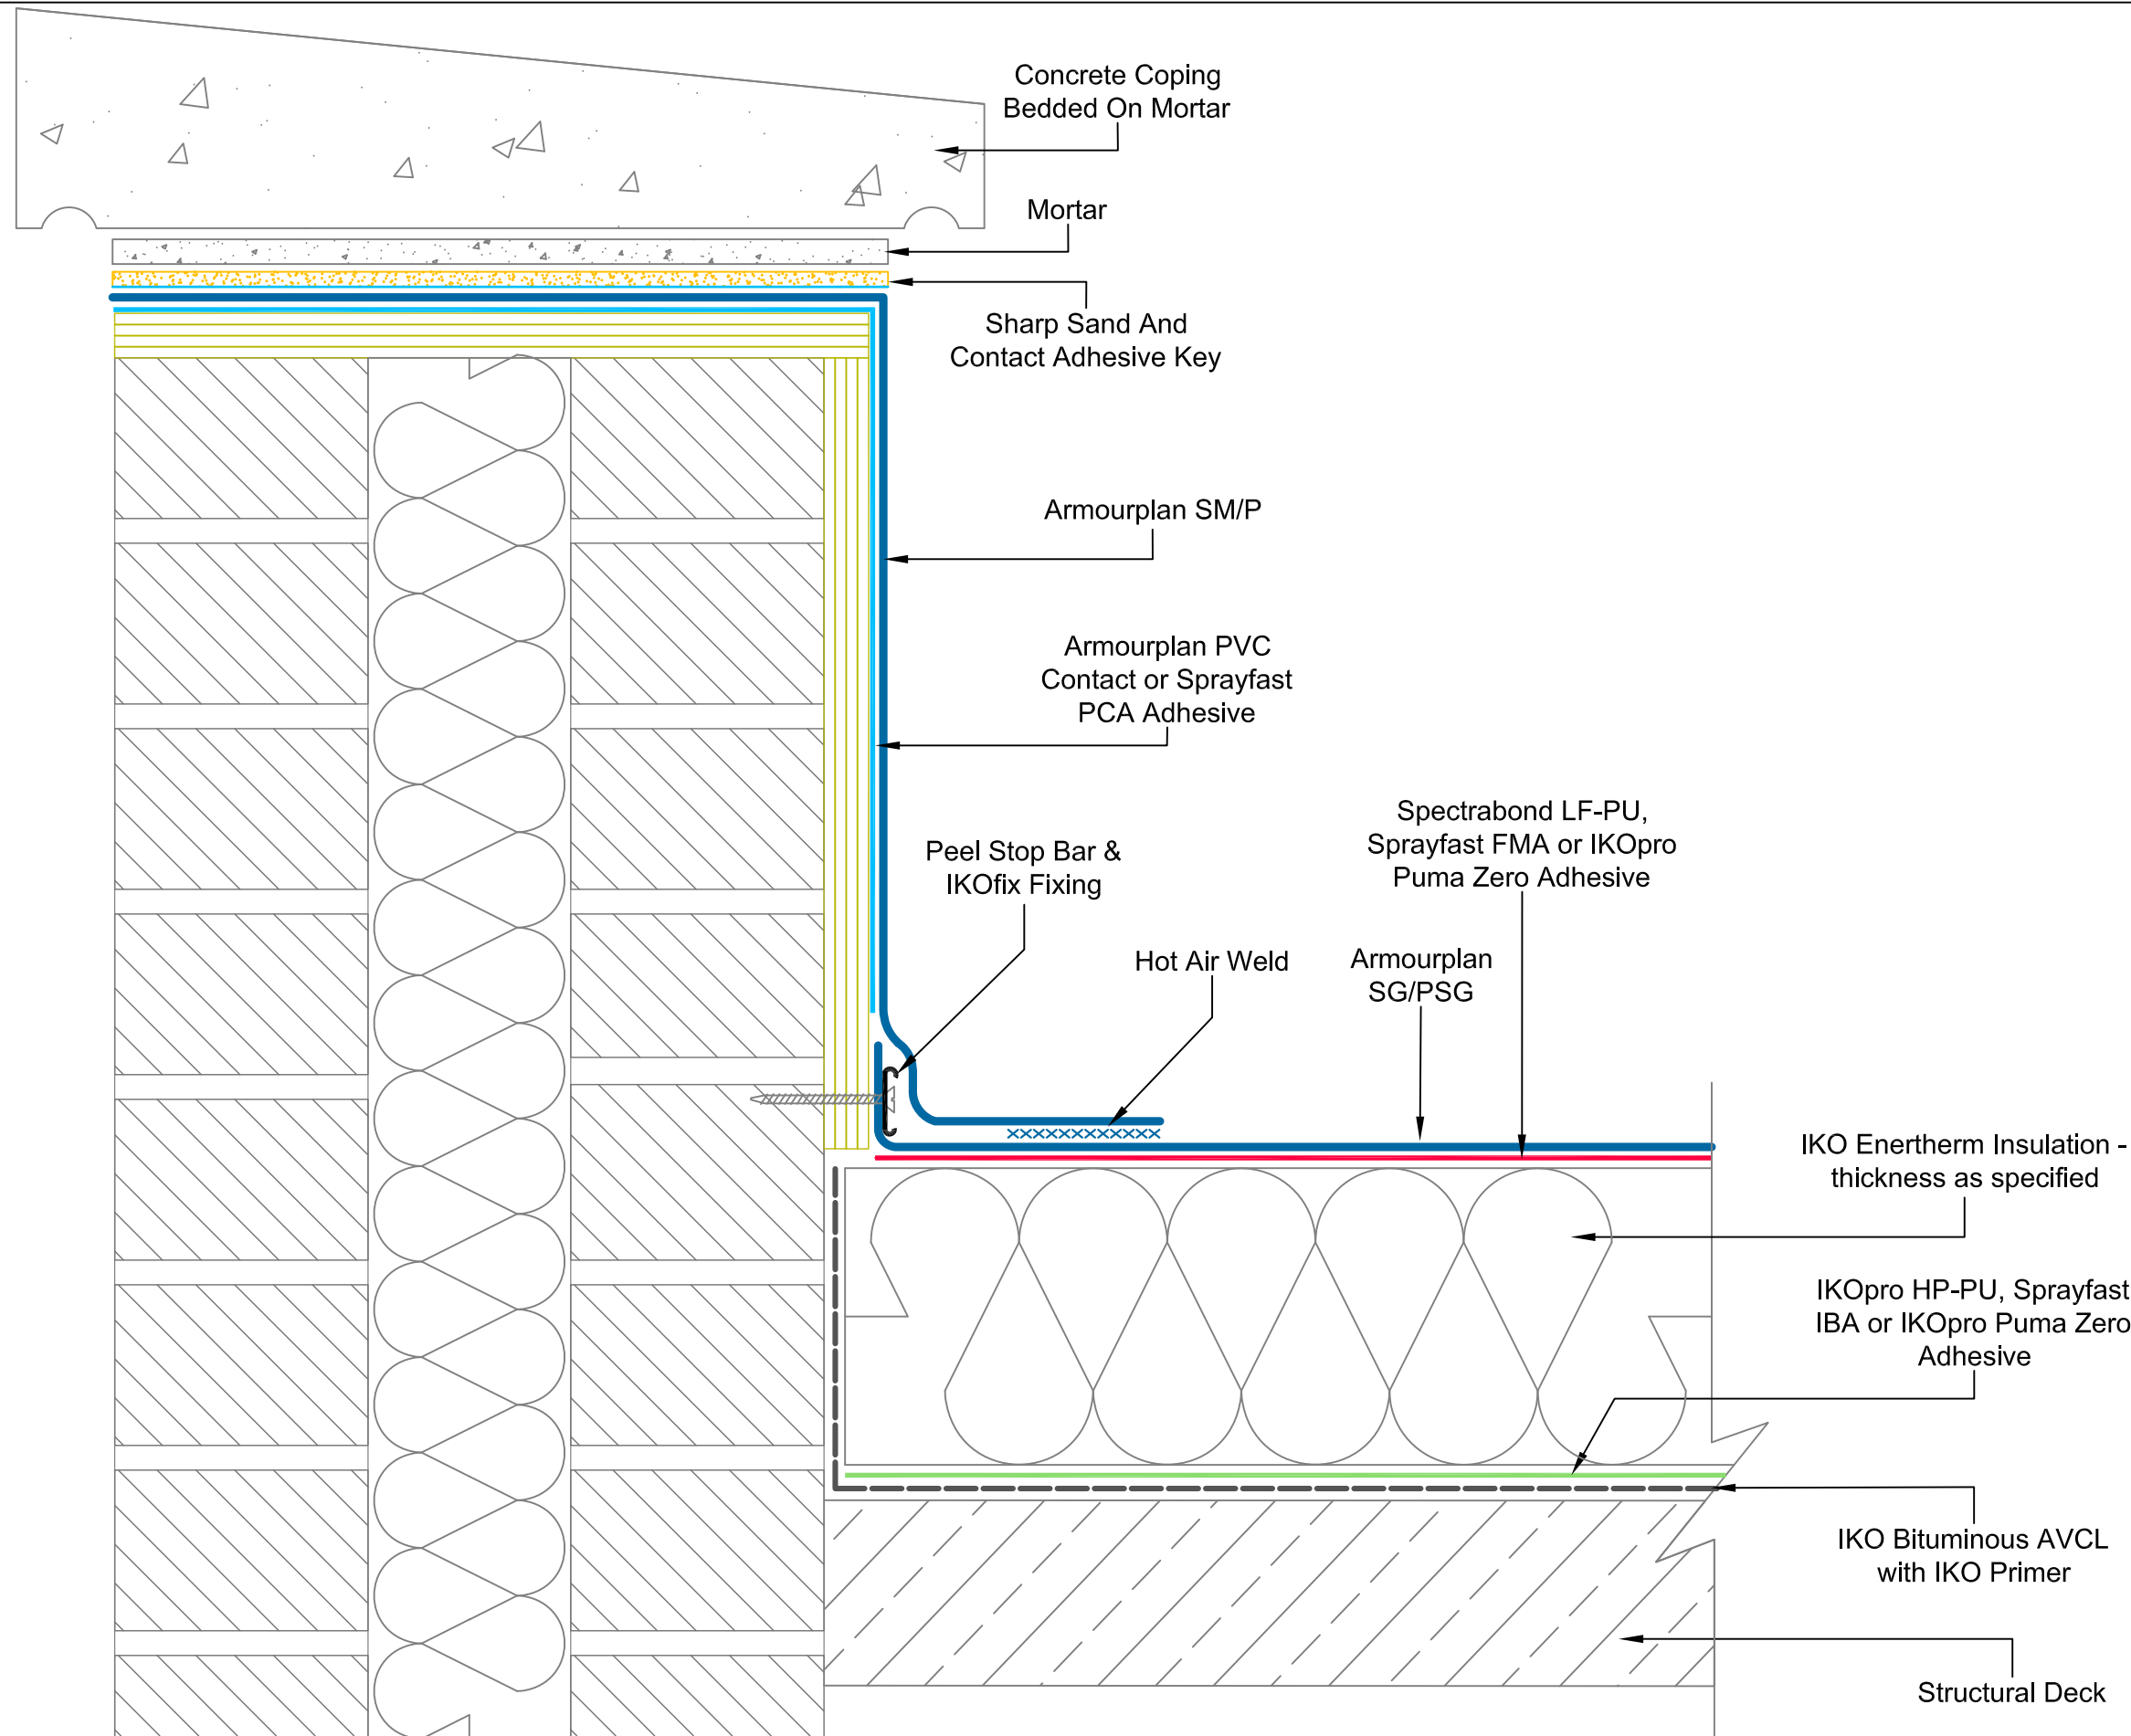 Concrete Coping
Bedded On Mortar
Mortar
Sharp Sand And
Contact Adhesive Key
Armourplan SM/P
Armourplan PVC
Contact or Sprayfast
PCA Adhesive
Spectrabond LF-PU,
Sprayfast FMA or IKOpro
Puma Zero Adhesive
Peel Stop Bar &
IKOfix Fixing
Hot Air Weld
Armourplan
SG/PSG
IKO Enertherm Insulation -
thickness as specified
IKOpro HP-PU, Sprayfast
IBA or IKOpro Puma Zero
Adhesive
IKO Bituminous AVCL
with IKO Primer
Structural Deck